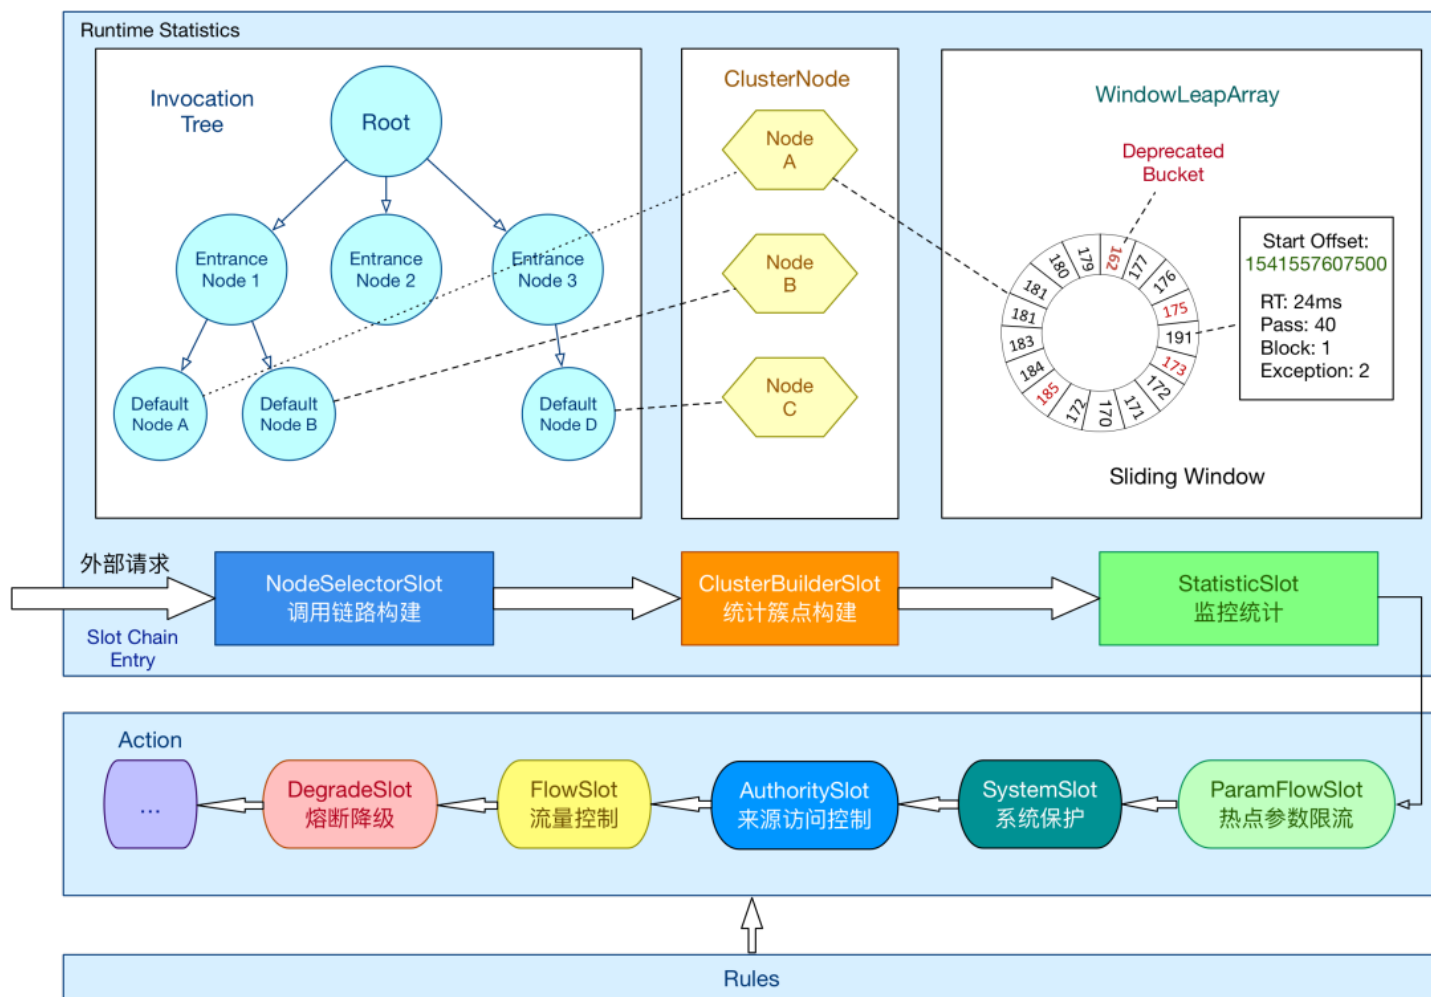 Runtime Statistics
Invocation
Tree
Root
Entrance
Node 1
Entrance
Node 2
Entrance
Node 3
Default
Node A
Default
Node B
Default
Node D
ClusterNode
Node
A
Node
B
Node
C
WindowLeapArray
Deprecated
Bucket
162
177
176
175
191
173
172
171
170
172
185
184
183
181
181
180
179
Start Offset:
1541557607500
RT: 24ms
Pass: 40
Block: 1
Exception: 2
Sliding Window
外部请求
Slot Chain
Entry
NodeSelectorSlot
调用链路构建
ClusterBuilderSlot
统计簇点构建
StatisticSlot
监控统计
Action
...
DegradeSlot
熔断降级
FlowSlot
流量控制
AuthoritySlot
来源访问控制
SystemSlot
系统保护
ParamFlowSlot
热点参数限流
Rules